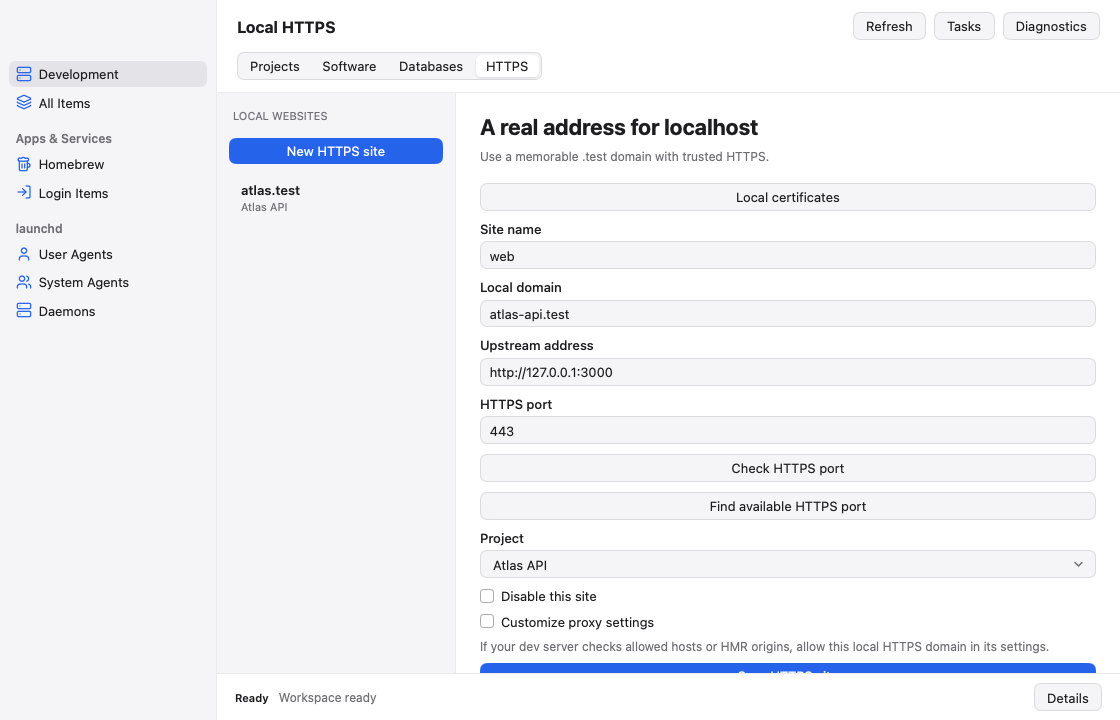 Local HTTPS
Refresh
Tasks
Diagnostics
Projects
Software
Databases
HTTPS
Development
All Items
Apps & Services
Homebrew
Login Items
launchd
User Agents
System Agents
Daemons
LOCAL WEBSITES
New HTTPS site
atlas.test
Atlas API
A real address for localhost
Use a memorable .test domain with trusted HTTPS.
Local certificates
Site name
web
Local domain
atlas-api.test
Upstream address
http://127.0.0.1:3000
HTTPS port
443
Check HTTPS port
Find available HTTPS port
Project
Atlas API
Disable this site
Customize proxy settings
If your dev server checks allowed hosts or HMR origins, allow this local HTTPS domain in its settings.
Ready
Workspace ready
Details